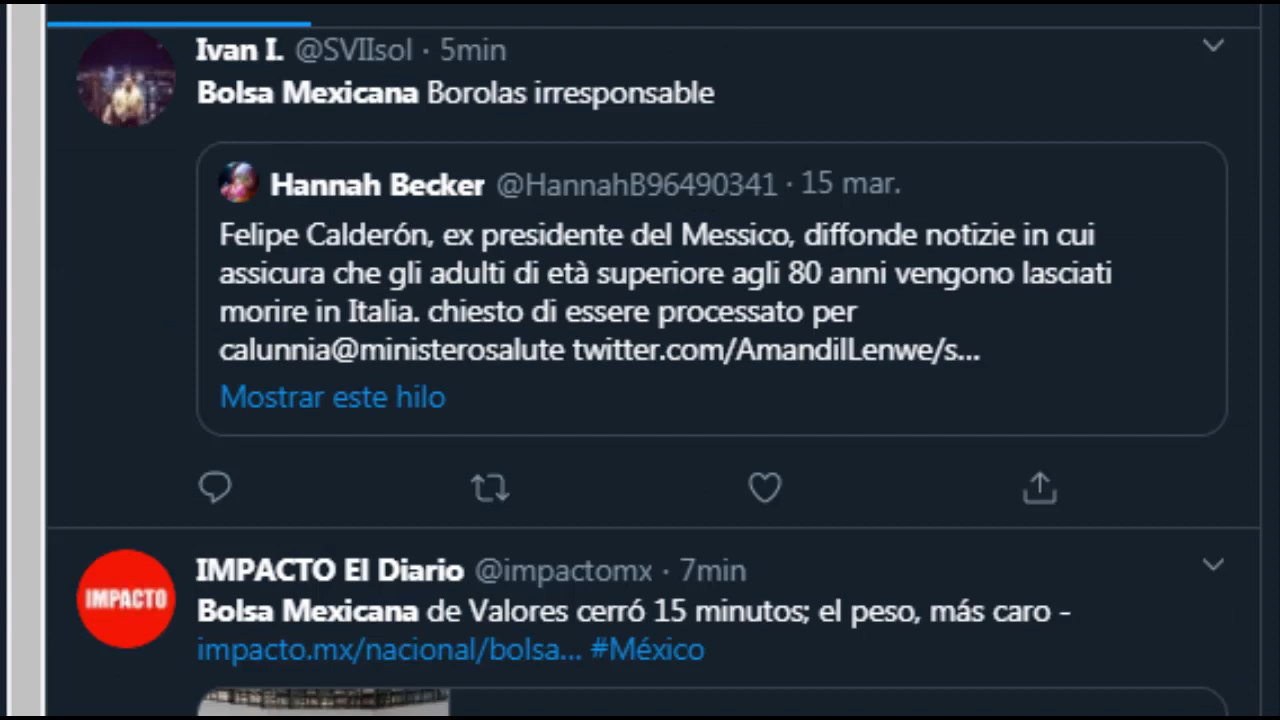 Ivan I. @SVIIsol · 5min
Bolsa Mexicana Borolas irresponsable
Hannah Becker @HannahB96490341 · 15 mar.
Felipe Calderón, ex presidente del Messico, diffonde notizie in cui
assicura che gli adulti di età superiore agli 80 anni vengono lasciati
morire in Italia. chiesto di essere processato per
calunnia@ministerosalute twitter.com/AmandilLenwe/s...
Mostrar este hilo
IMPACTO El Diario @impactomx · 7min
IMPACTO
Bolsa Mexicana de Valores cerró 15 minutos; el peso, más caro -
impacto.mx/nacional/bolsa... #México